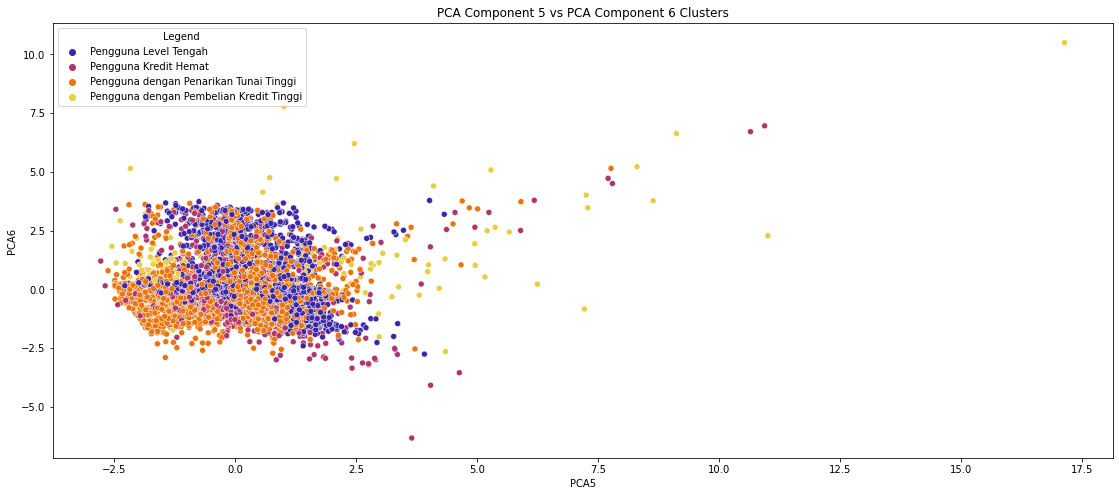 PCA Component 5 vs PCA Component 6 Clusters
Legend
Pengguna Level Tengah
Pengguna Kredit Hemat
Pengguna dengan Penarikan Tunai Tinggi
Pengguna dengan Pembelian Kredit Tinggi
PCA6
10.0
7.5
5.0
2.5
0.0
−2.5
−5.0
−2.5
0.0
2.5
5.0
7.5
10.0
12.5
15.0
17.5
PCA5